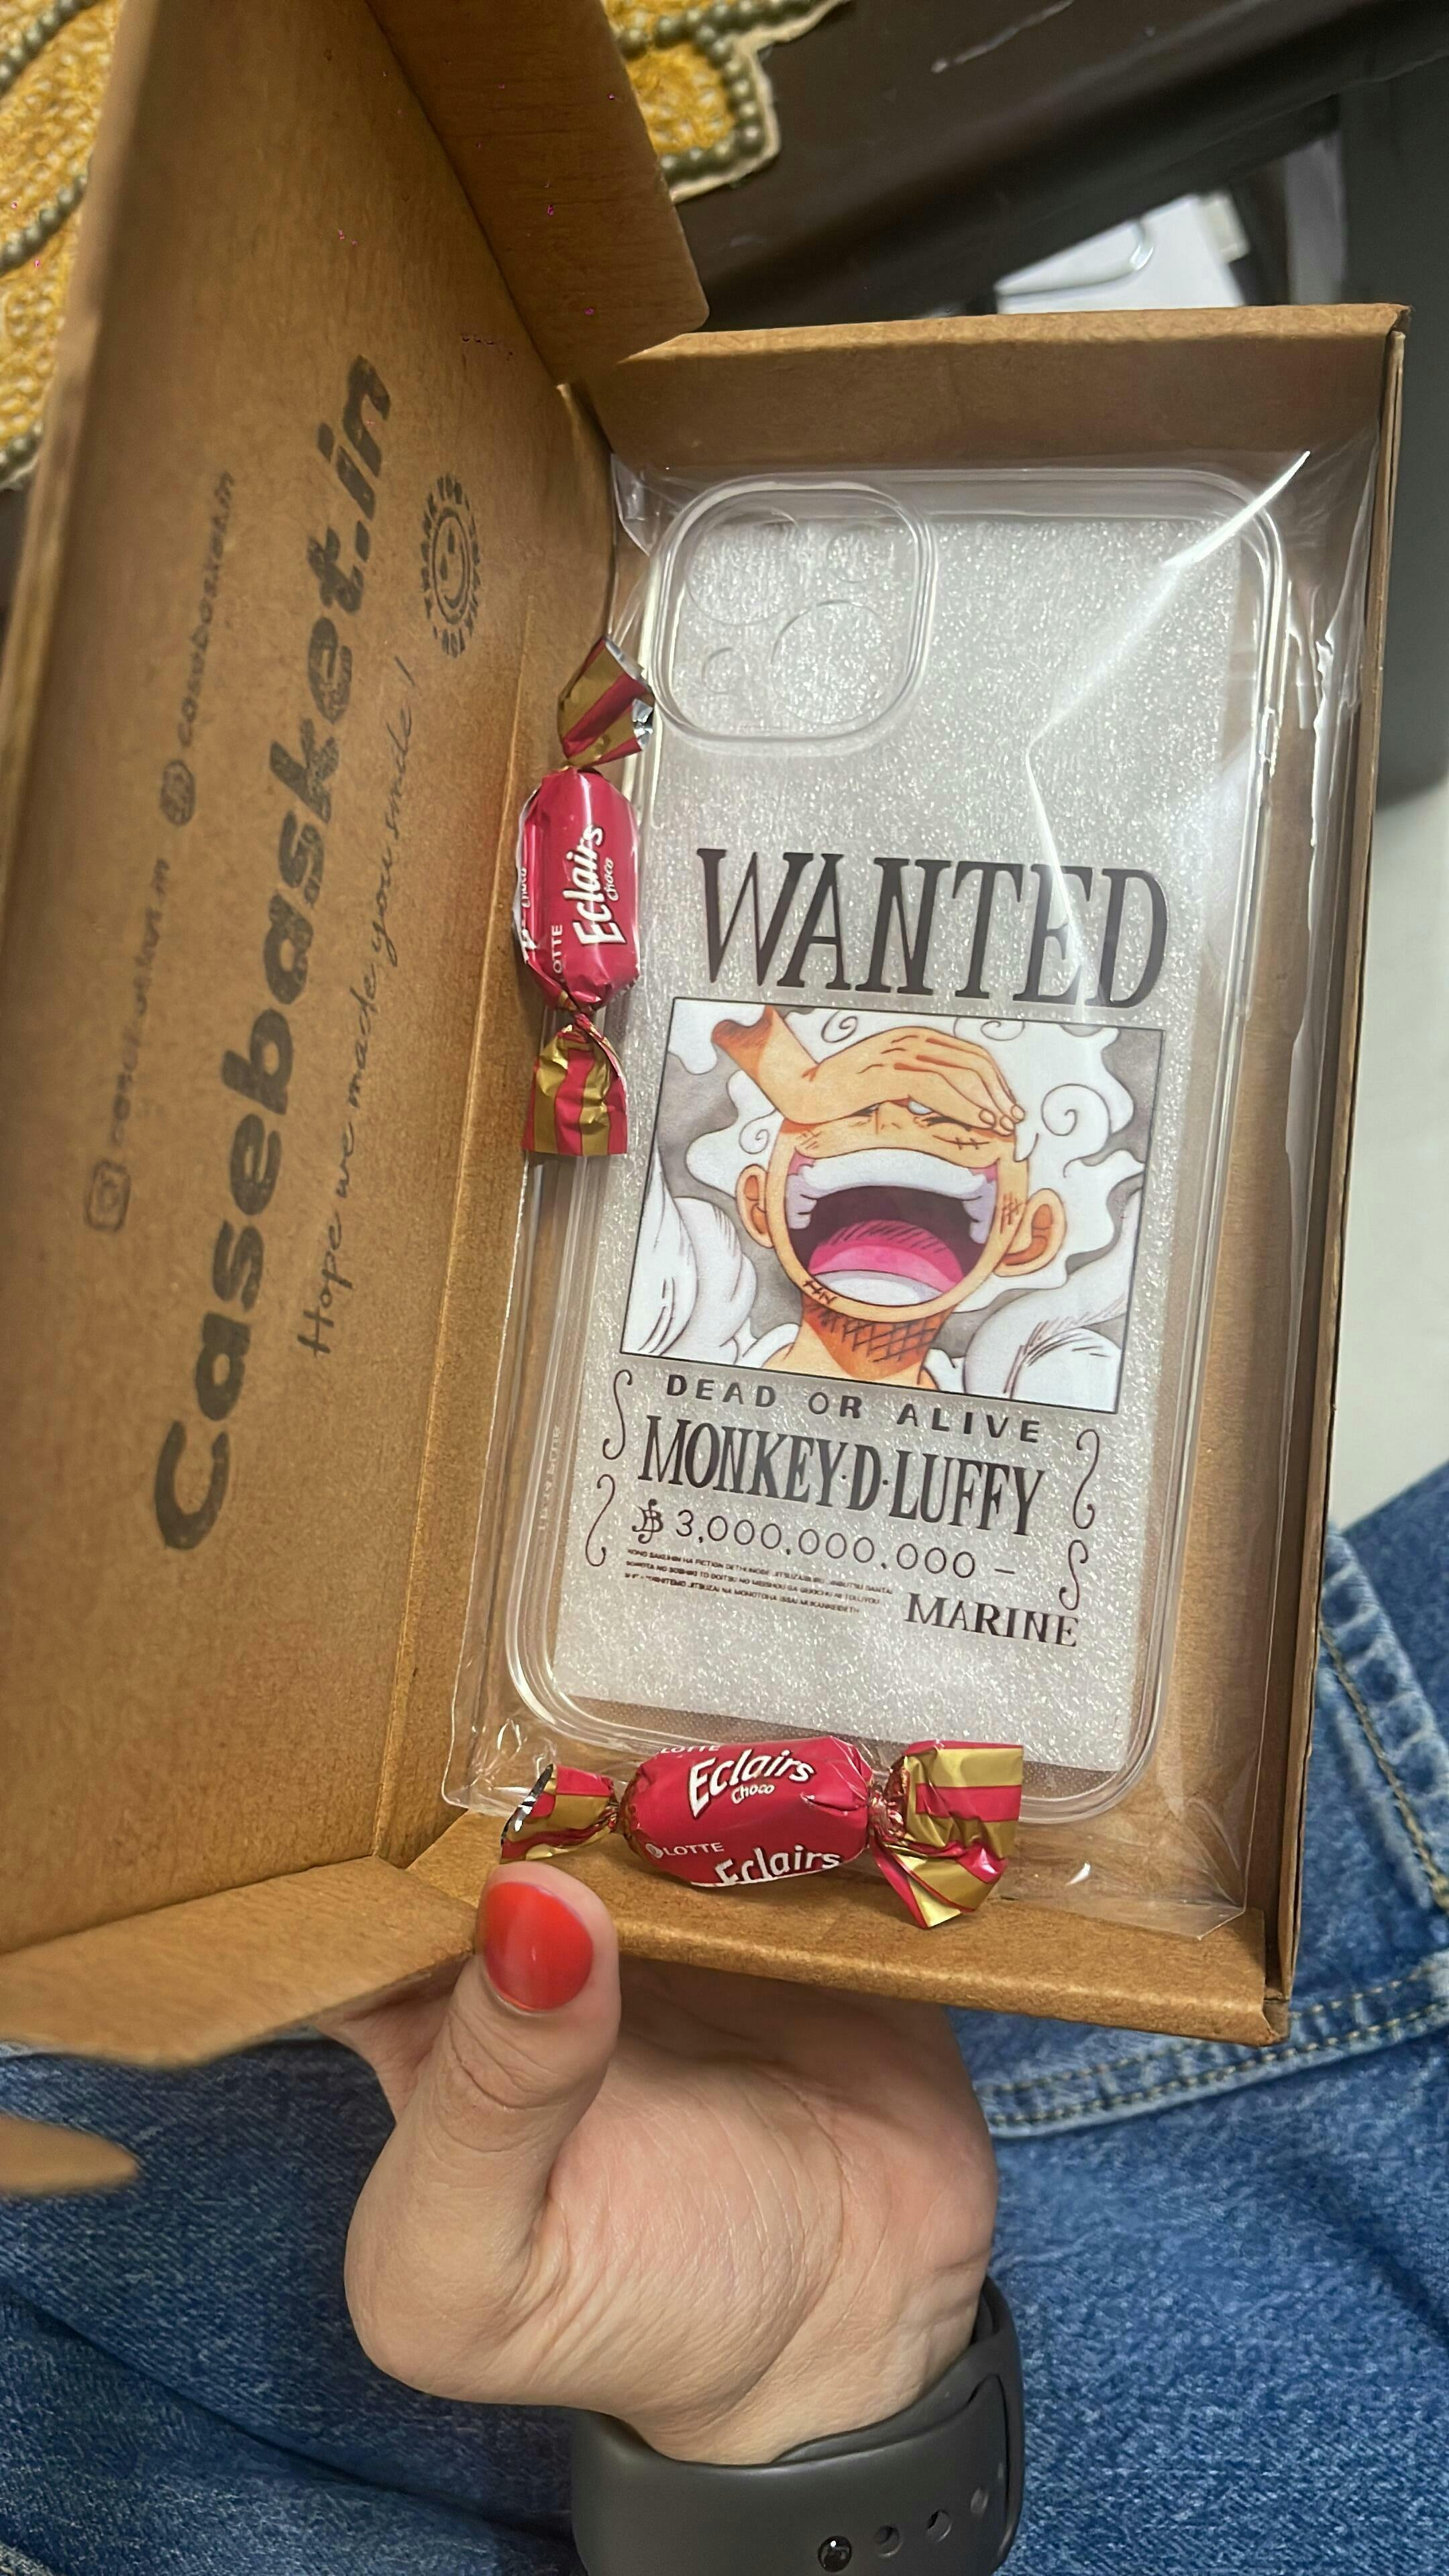 Casebasket.in
Hope we made you smile!
LOTTE
Eclairs
Choco
WANTED
DEAD OR ALIVE
MONKEY·D·LUFFY
3,000,000,000 –
MARINE
LOTTE
Eclairs
Choco
LOTTE
Eclairs